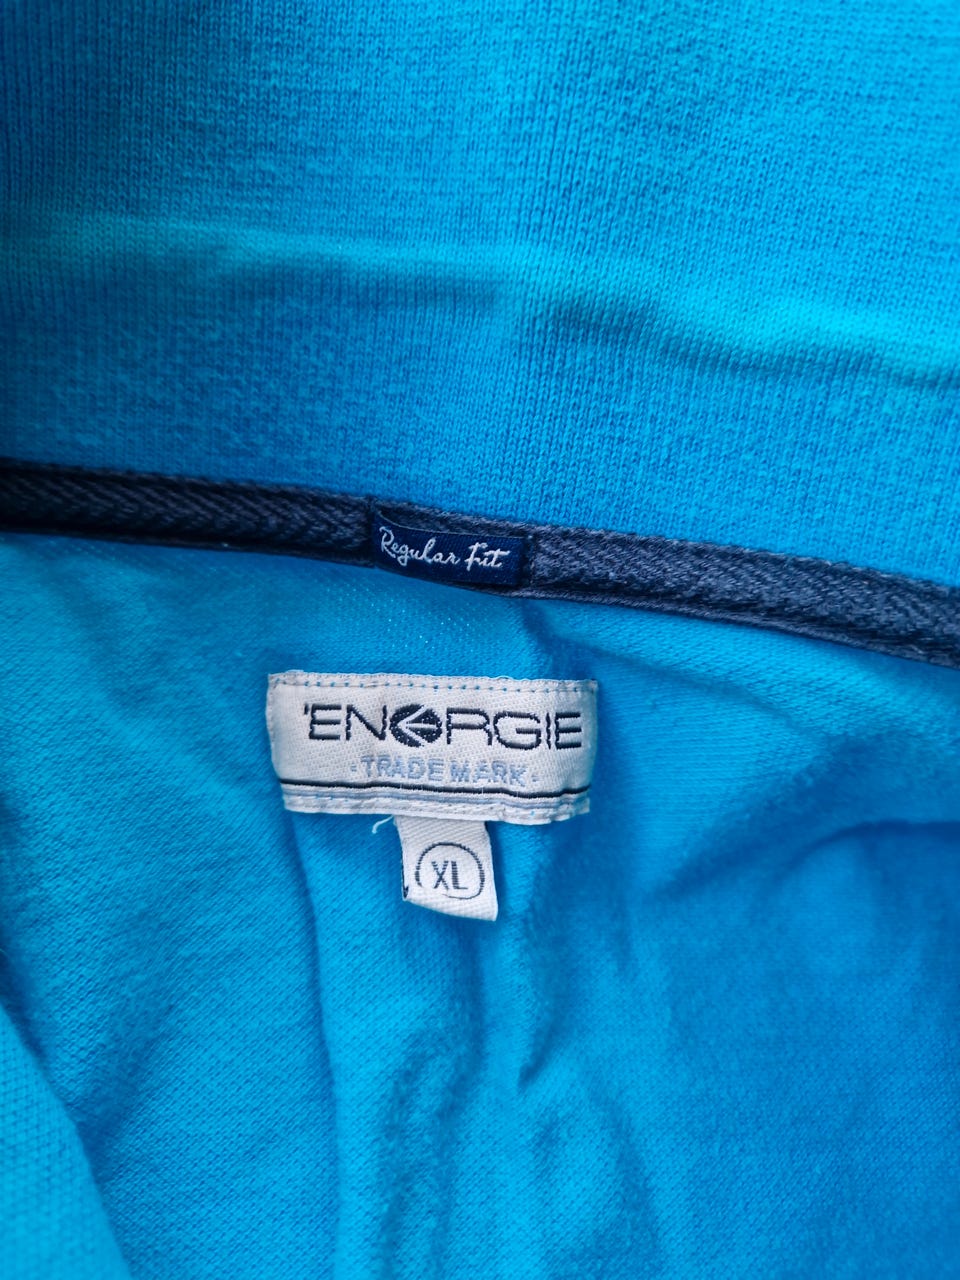 Regular Fit
'ENERGIE
- TRADE MARK -
XL